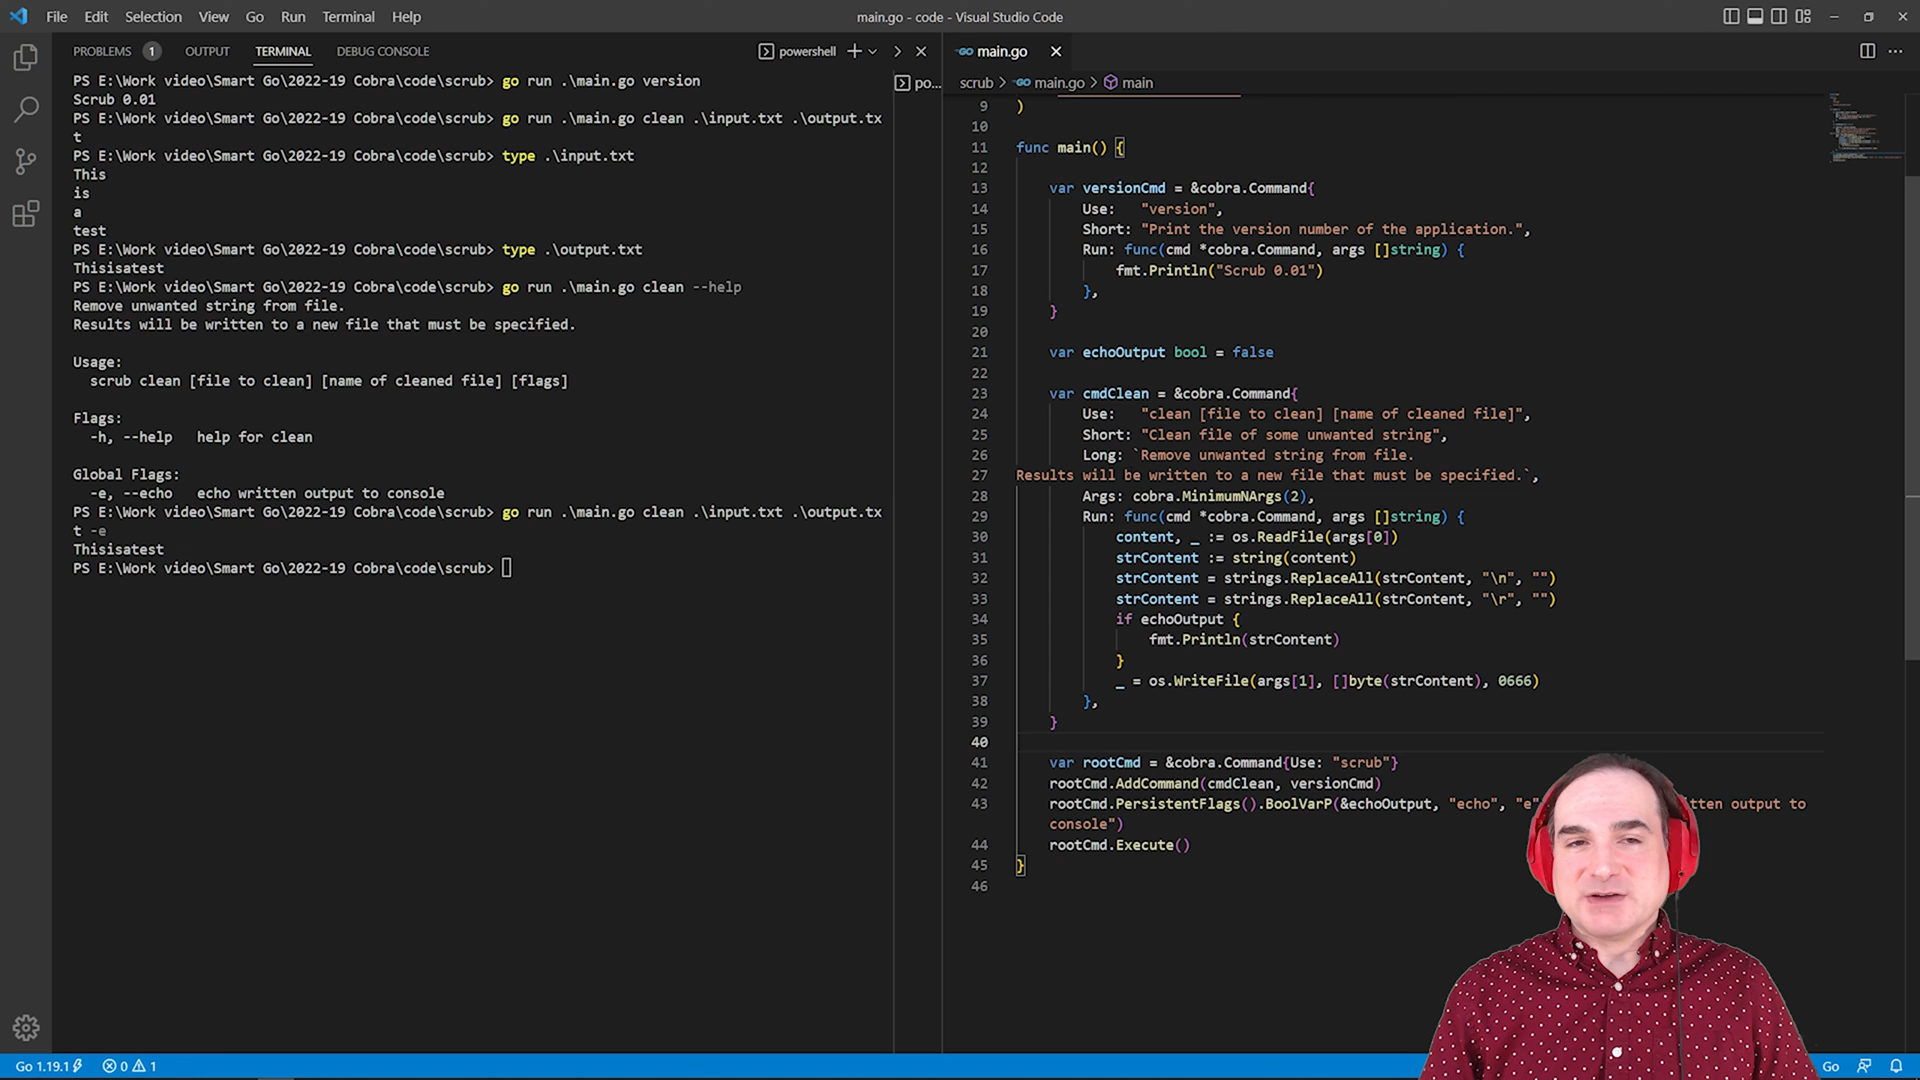 File Edit Selection View Go Run Terminal Help
main.go - code - Visual Studio Code
PROBLEMS 1 OUTPUT TERMINAL DEBUG CONSOLE
powershell
PS E:\Work video\Smart Go\2022-19 Cobra\code\scrub> go run .\main.go version
Scrub 0.01
PS E:\Work video\Smart Go\2022-19 Cobra\code\scrub> go run .\main.go clean .\input.txt .\output.tx
t
PS E:\Work video\Smart Go\2022-19 Cobra\code\scrub> type .\input.txt
This
is
a
test
PS E:\Work video\Smart Go\2022-19 Cobra\code\scrub> type .\output.txt
Thisisatest
PS E:\Work video\Smart Go\2022-19 Cobra\code\scrub> go run .\main.go clean --help
Remove unwanted string from file.
Results will be written to a new file that must be specified.
Usage:
scrub clean [file to clean] [name of cleaned file] [flags]
Flags:
-h, --help help for clean
Global Flags:
-e, --echo echo written output to console
PS E:\Work video\Smart Go\2022-19 Cobra\code\scrub> go run .\main.go clean .\input.txt .\output.tx
t -e
Thisisatest
PS E:\Work video\Smart Go\2022-19 Cobra\code\scrub>
po...
main.go
scrub > main.go > main
9 )
10
11 func main() {
12
13 var versionCmd = &cobra.Command{
14 Use: "version",
15 Short: "Print the version number of the application.",
16 Run: func(cmd *cobra.Command, args []string) {
17 fmt.Println("Scrub 0.01")
18 },
19 }
20
21 var echoOutput bool = false
22
23 var cmdClean = &cobra.Command{
24 Use: "clean [file to clean] [name of cleaned file]",
25 Short: "Clean file of some unwanted string",
26 Long: `Remove unwanted string from file.
27 Results will be written to a new file that must be specified.`,
28 Args: cobra.MinimumNArgs(2),
29 Run: func(cmd *cobra.Command, args []string) {
30 content, _ := os.ReadFile(args[0])
31 strContent := string(content)
32 strContent = strings.ReplaceAll(strContent, "\n", "")
33 strContent = strings.ReplaceAll(strContent, "\r", "")
34 if echoOutput {
35 fmt.Println(strContent)
36 }
37 _ = os.WriteFile(args[1], []byte(strContent), 0666)
38 },
39 }
40
41 var rootCmd = &cobra.Command{Use: "scrub"}
42 rootCmd.AddCommand(cmdClean, versionCmd)
43 rootCmd.PersistentFlags().BoolVarP(&echoOutput, "echo", "e" output to
console")
44 rootCmd.Execute()
45 }
46
Go 1.19.1 0 1
Go